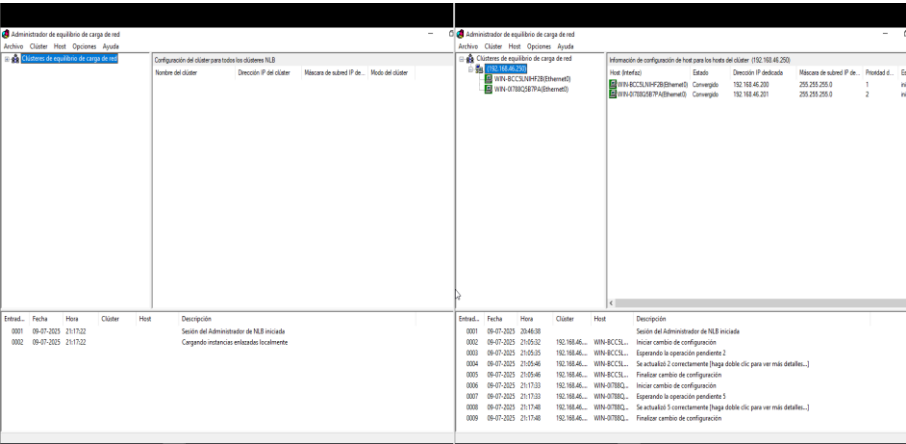 Administrador de equilibrio de carga de red
Archivo Clúster Host Opciones Ayuda
Clústeres de equilibrio de carga de red
Configuración del clúster para todos los clústeres NLB
Nombre del clúster Dirección IP del clúster Máscara de subred IP de... Modo del clúster
Entrad... Fecha Hora Clúster Host Descripción
0001 09-07-2025 21:17:22 Sesión del Administrador de NLB iniciada
0002 09-07-2025 21:17:22 Cargando instancias enlazadas localmente
Administrador de equilibrio de carga de red
Archivo Clúster Host Opciones Ayuda
Clústeres de equilibrio de carga de red
(192.168.46.250)
WIN-BCC5LNIHF2B(Ethernet0)
WIN-0I788Q5B7PA(Ethernet0)
Información de configuración de host para los hosts del clúster (192.168.46.250)
Host (Interfaz) Estado Dirección IP dedicada Máscara de subred IP de... Prioridad d...
WIN-BCC5LNIHF2B(Ethernet0) Convergido 192.168.46.200 255.255.255.0 1
WIN-0I788Q5B7PA(Ethernet0) Convergido 192.168.46.201 255.255.255.0 2
Entrad... Fecha Hora Clúster Host Descripción
0001 09-07-2025 20:46:38 Sesión del Administrador de NLB iniciada
0002 09-07-2025 21:05:32 192.168.46.... WIN-BCC5L... Iniciar cambio de configuración
0003 09-07-2025 21:05:35 192.168.46.... WIN-BCC5L... Esperando la operación pendiente 2
0004 09-07-2025 21:05:46 192.168.46.... WIN-BCC5L... Se actualizó 2 correctamente [haga doble clic para ver más detalles...]
0005 09-07-2025 21:05:46 192.168.46.... WIN-BCC5L... Finalizar cambio de configuración
0006 09-07-2025 21:17:33 192.168.46.... WIN-0I788Q... Iniciar cambio de configuración
0007 09-07-2025 21:17:33 192.168.46.... WIN-0I788Q... Esperando la operación pendiente 5
0008 09-07-2025 21:17:48 192.168.46.... WIN-0I788Q... Se actualizó 5 correctamente [haga doble clic para ver más detalles...]
0009 09-07-2025 21:17:48 192.168.46.... WIN-0I788Q... Finalizar cambio de configuración